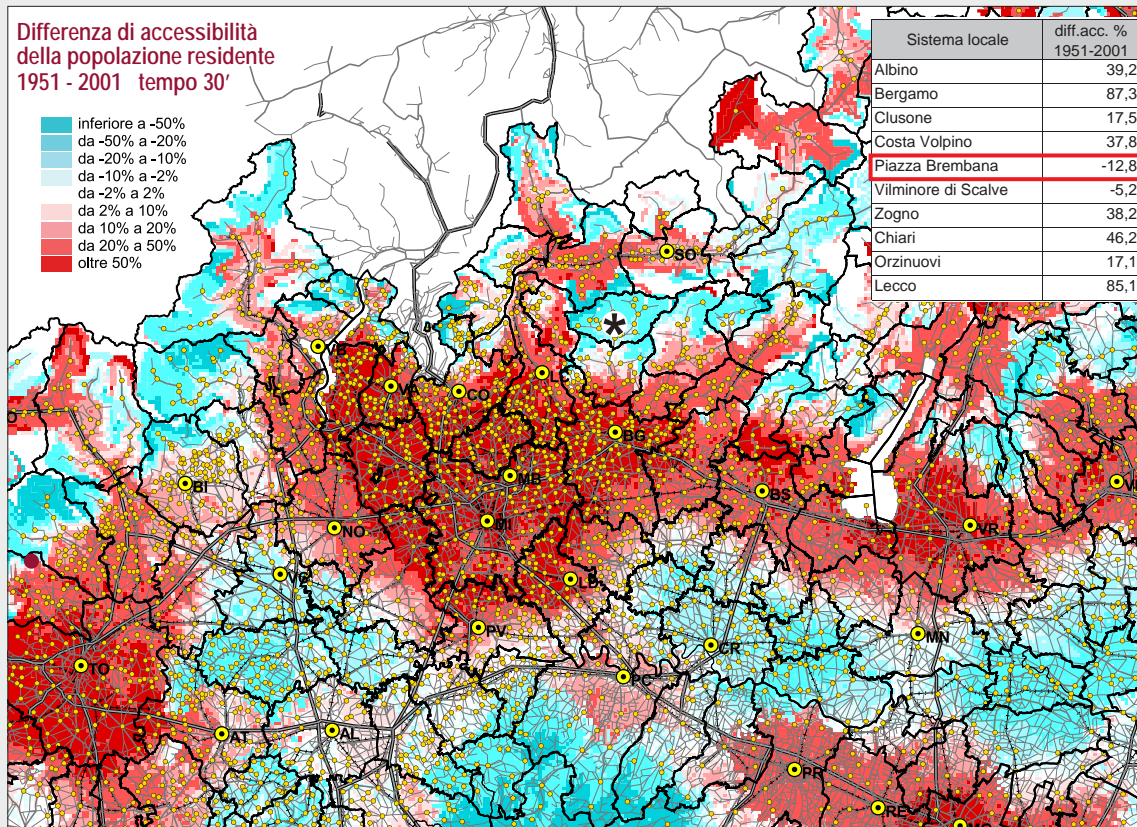 Differenza di accessibilità
della popolazione residente
1951 - 2001 tempo 30'
inferiore a -50%
da -50% a -20%
da -20% a -10%
da -10% a -2%
da -2% a 2%
da 2% a 10%
da 10% a 20%
da 20% a 50%
oltre 50%
Sistema locale diff.acc. % 1951-2001
Albino 39,2
Bergamo 87,3
Clusone 17,5
Costa Volpino 37,8
Piazza Brembana -12,8
Vilminore di Scalve -5,2
Zogno 38,2
Chiari 46,2
Orzinuovi 17,1
Lecco 85,1
SO
*
VB
CO
BG
BI
MB
BS
NO
MI
VR
VC
PV
MN
CR
TO
PC
AT
AL
PR
RE